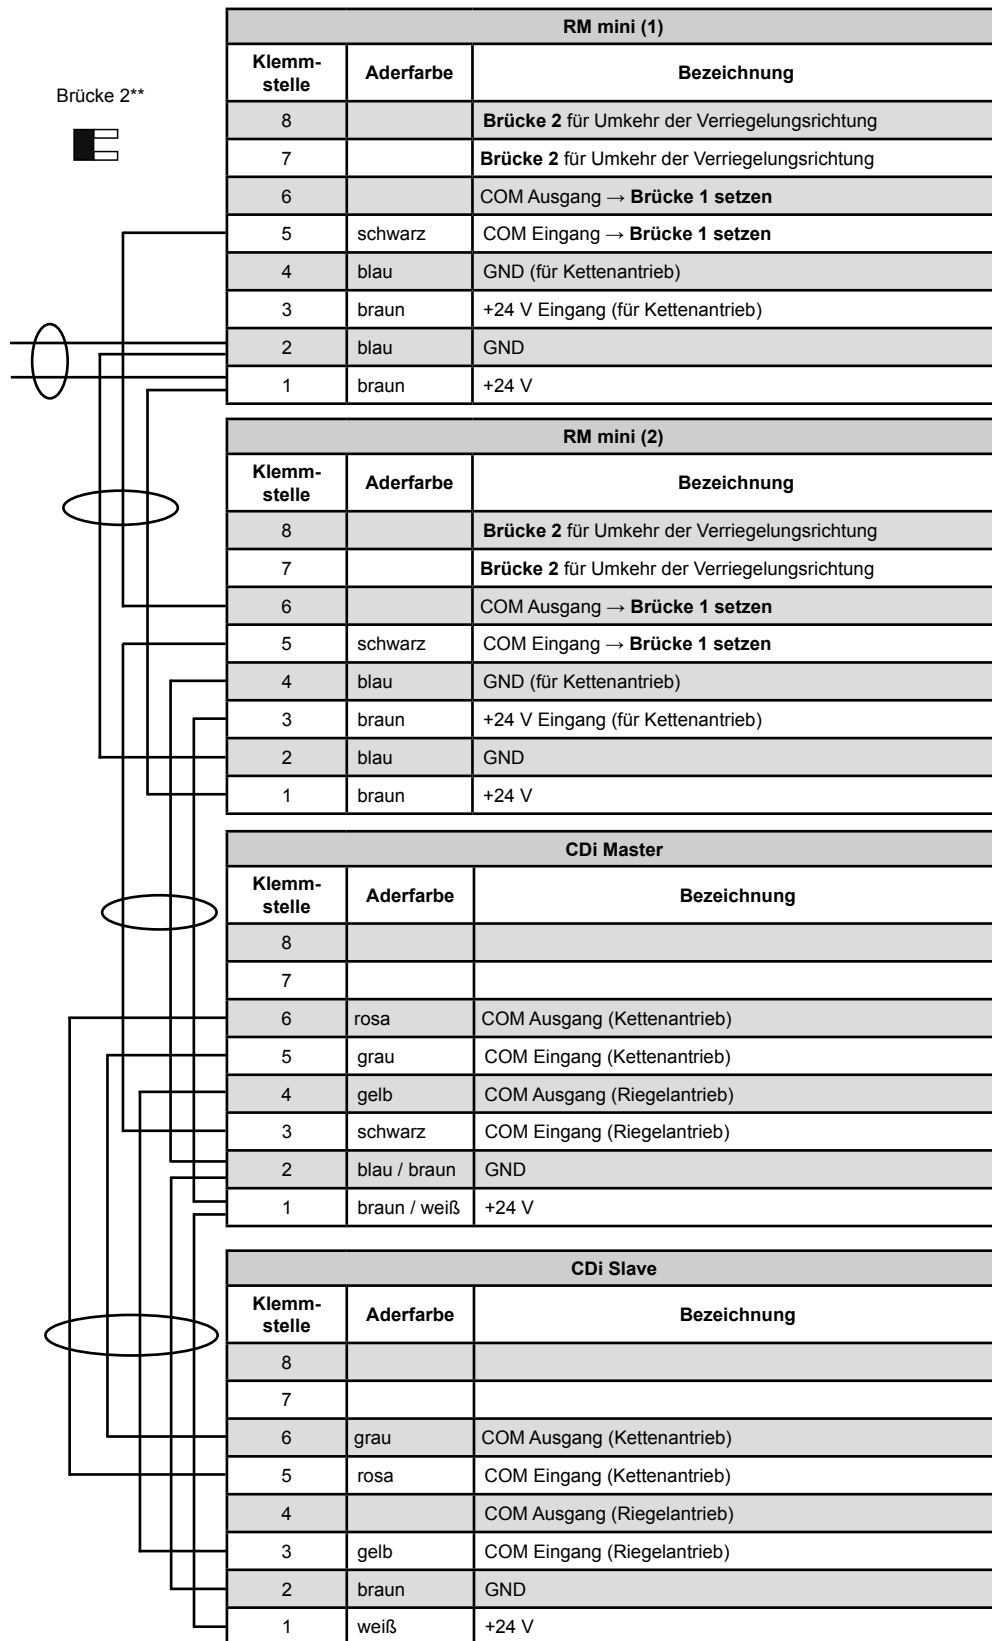 Brücke 2**
RM mini (1)
Klemm-
stelle Aderfarbe Bezeichnung
8 Brücke 2 für Umkehr der Verriegelungsrichtung
7 Brücke 2 für Umkehr der Verriegelungsrichtung
6 COM Ausgang → Brücke 1 setzen
5 schwarz COM Eingang → Brücke 1 setzen
4 blau GND (für Kettenantrieb)
3 braun +24 V Eingang (für Kettenantrieb)
2 blau GND
1 braun +24 V
RM mini (2)
Klemm-
stelle Aderfarbe Bezeichnung
8 Brücke 2 für Umkehr der Verriegelungsrichtung
7 Brücke 2 für Umkehr der Verriegelungsrichtung
6 COM Ausgang → Brücke 1 setzen
5 schwarz COM Eingang → Brücke 1 setzen
4 blau GND (für Kettenantrieb)
3 braun +24 V Eingang (für Kettenantrieb)
2 blau GND
1 braun +24 V
CDi Master
Klemm-
stelle Aderfarbe Bezeichnung
8
7
6 rosa COM Ausgang (Kettenantrieb)
5 grau COM Eingang (Kettenantrieb)
4 gelb COM Ausgang (Riegelantrieb)
3 schwarz COM Eingang (Riegelantrieb)
2 blau / braun GND
1 braun / weiß +24 V
CDi Slave
Klemm-
stelle Aderfarbe Bezeichnung
8
7
6 grau COM Ausgang (Kettenantrieb)
5 rosa COM Eingang (Kettenantrieb)
4 COM Ausgang (Riegelantrieb)
3 gelb COM Eingang (Riegelantrieb)
2 braun GND
1 weiß +24 V